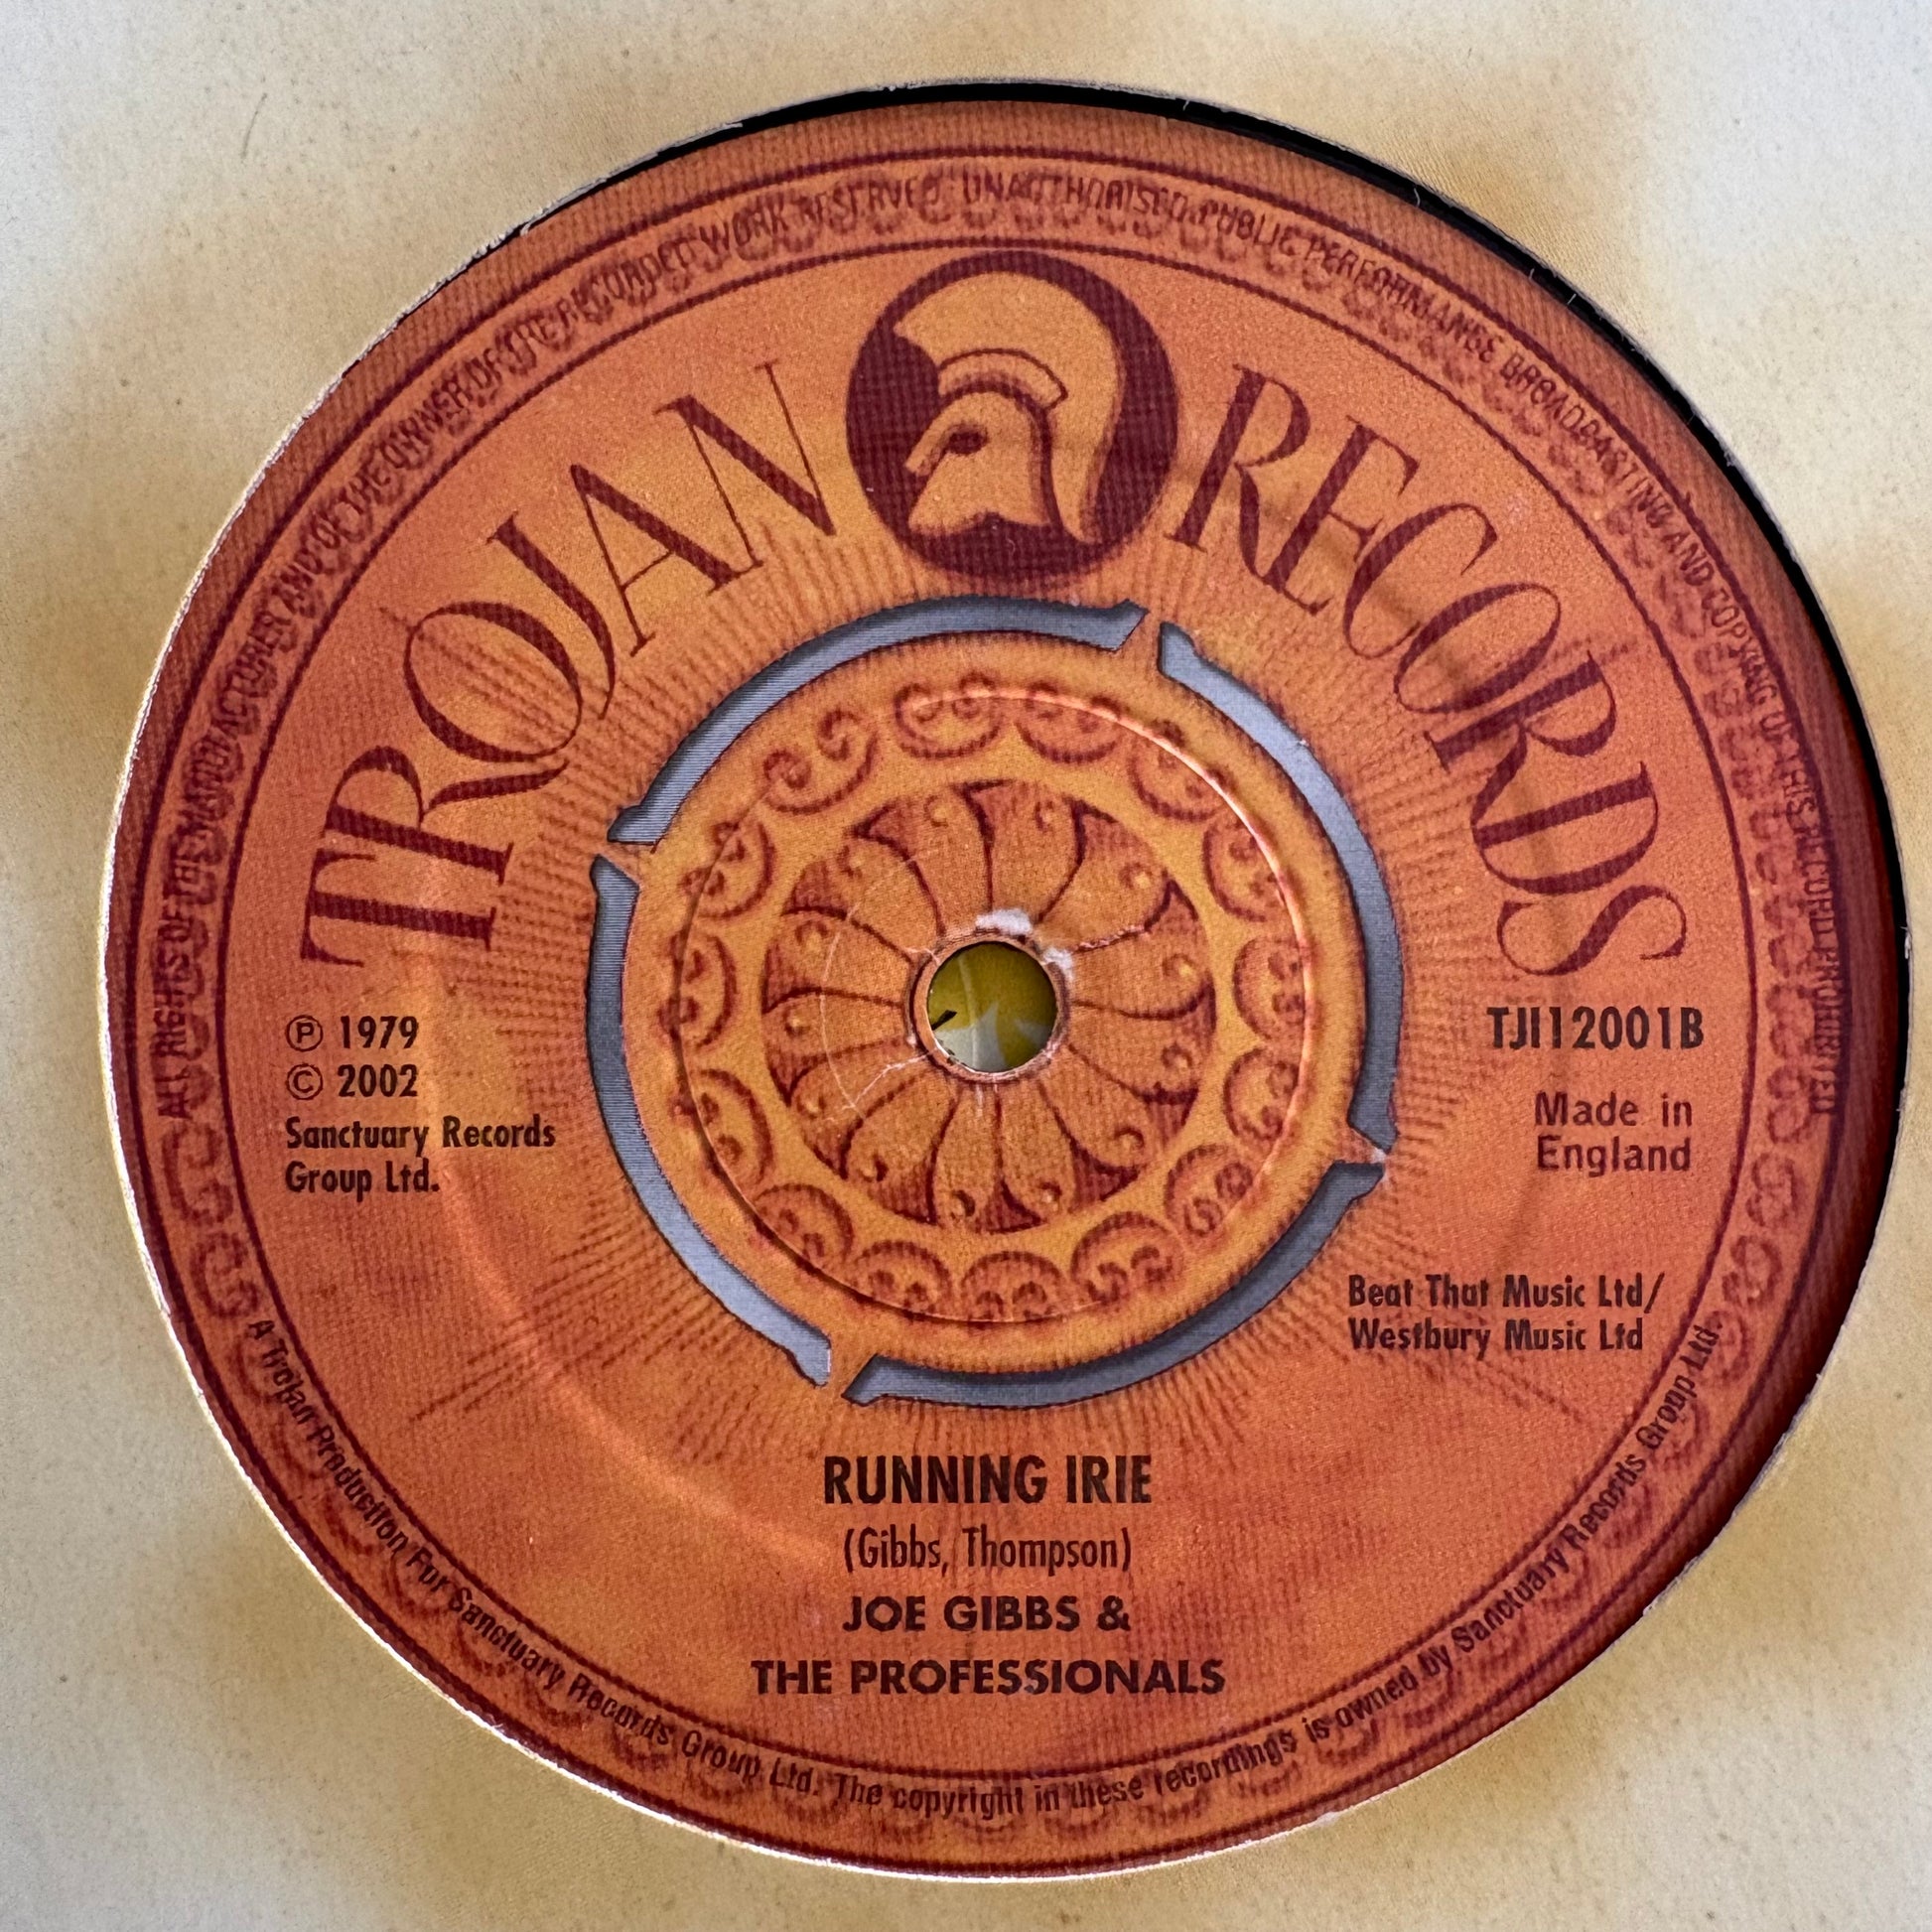 ALL RIGHTS OF THE MANUFACTURER AND OF THE OWNER OF THE RECORDED WORK RESERVED UNAUTHORISED PUBLIC PERFORMANCE BROADCASTING AND COPYING OF THIS RECORD PROHIBITED
TROJAN RECORDS
Ⓟ 1979
© 2002
Sanctuary Records
Group Ltd.
TJI12001B
Made in
England
Beat That Music Ltd/
Westbury Music Ltd
RUNNING IRIE
(Gibbs, Thompson)
JOE GIBBS &
THE PROFESSIONALS
A Trojan Production For Sanctuary Records Group Ltd. The copyright in these recordings is owned by Sanctuary Records Group Ltd.